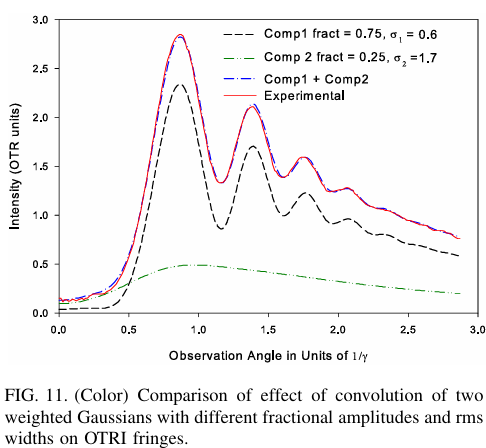 3.0
2.5
2.0
1.5
1.0
0.5
0.0
Intensity (OTR units)
Comp1 fract = 0.75, σ1 = 0.6
Comp 2 fract = 0.25, σ2 =1.7
Comp1 + Comp2
Experimental
0.0 0.5 1.0 1.5 2.0 2.5 3.0
Observation Angle in Units of 1/γ
FIG. 11. (Color) Comparison of effect of convolution of two
weighted Gaussians with different fractional amplitudes and rms
widths on OTRI fringes.